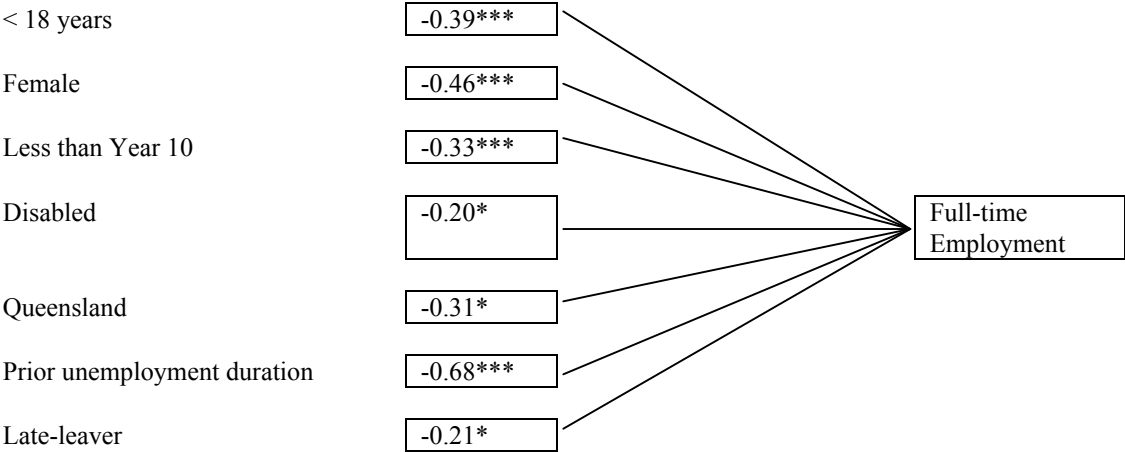 < 18 years -0.39***
Female -0.46***
Less than Year 10 -0.33***
Disabled -0.20*
Full-time
Employment
Queensland -0.31*
Prior unemployment duration -0.68***
Late-leaver -0.21*